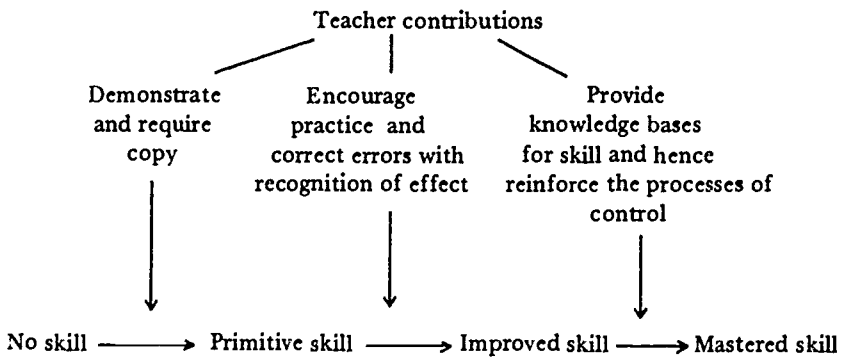 Teacher contributions
Demonstrate
and require
copy
Encourage
practice and
correct errors with
recognition of effect
Provide
knowledge bases
for skill and hence
reinforce the processes of
control
No skill
Primitive skill
Improved skill
Mastered skill